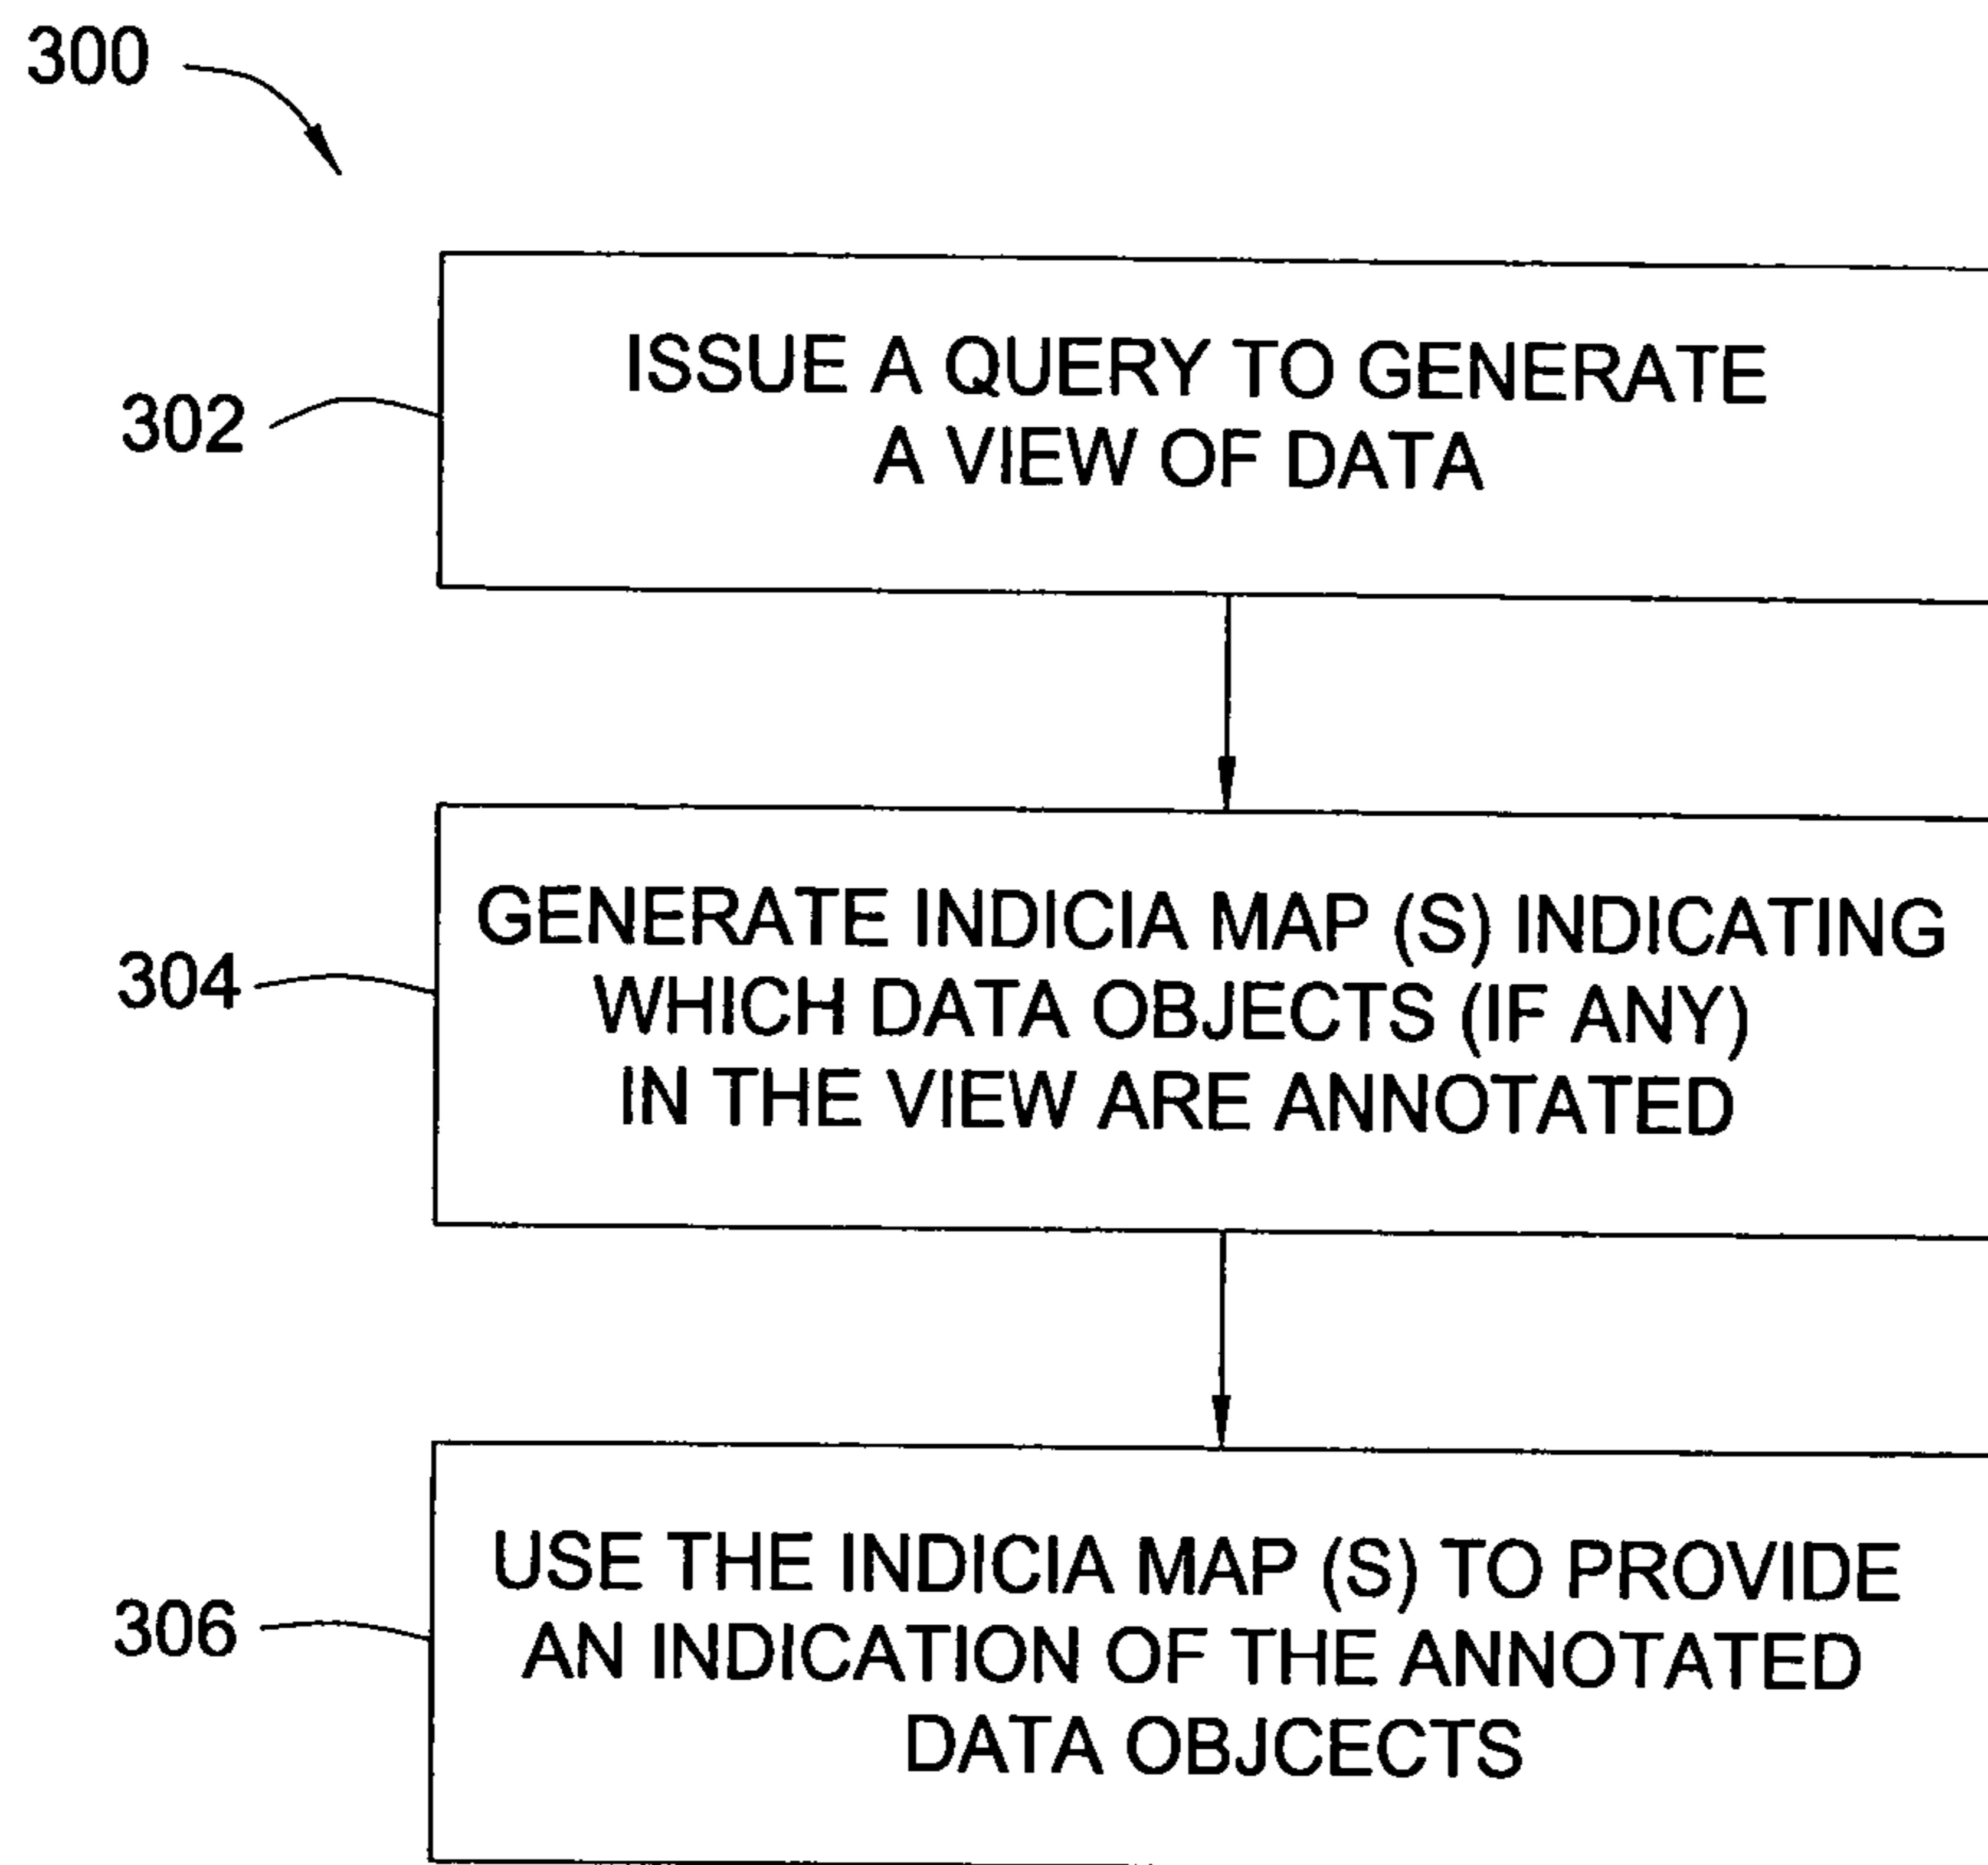 300
302
ISSUE A QUERY TO GENERATE
A VIEW OF DATA
304
GENERATE INDICIA MAP (S) INDICATING
WHICH DATA OBJECTS (IF ANY)
IN THE VIEW ARE ANNOTATED
306
USE THE INDICIA MAP (S) TO PROVIDE
AN INDICATION OF THE ANNOTATED
DATA OBJCECTS